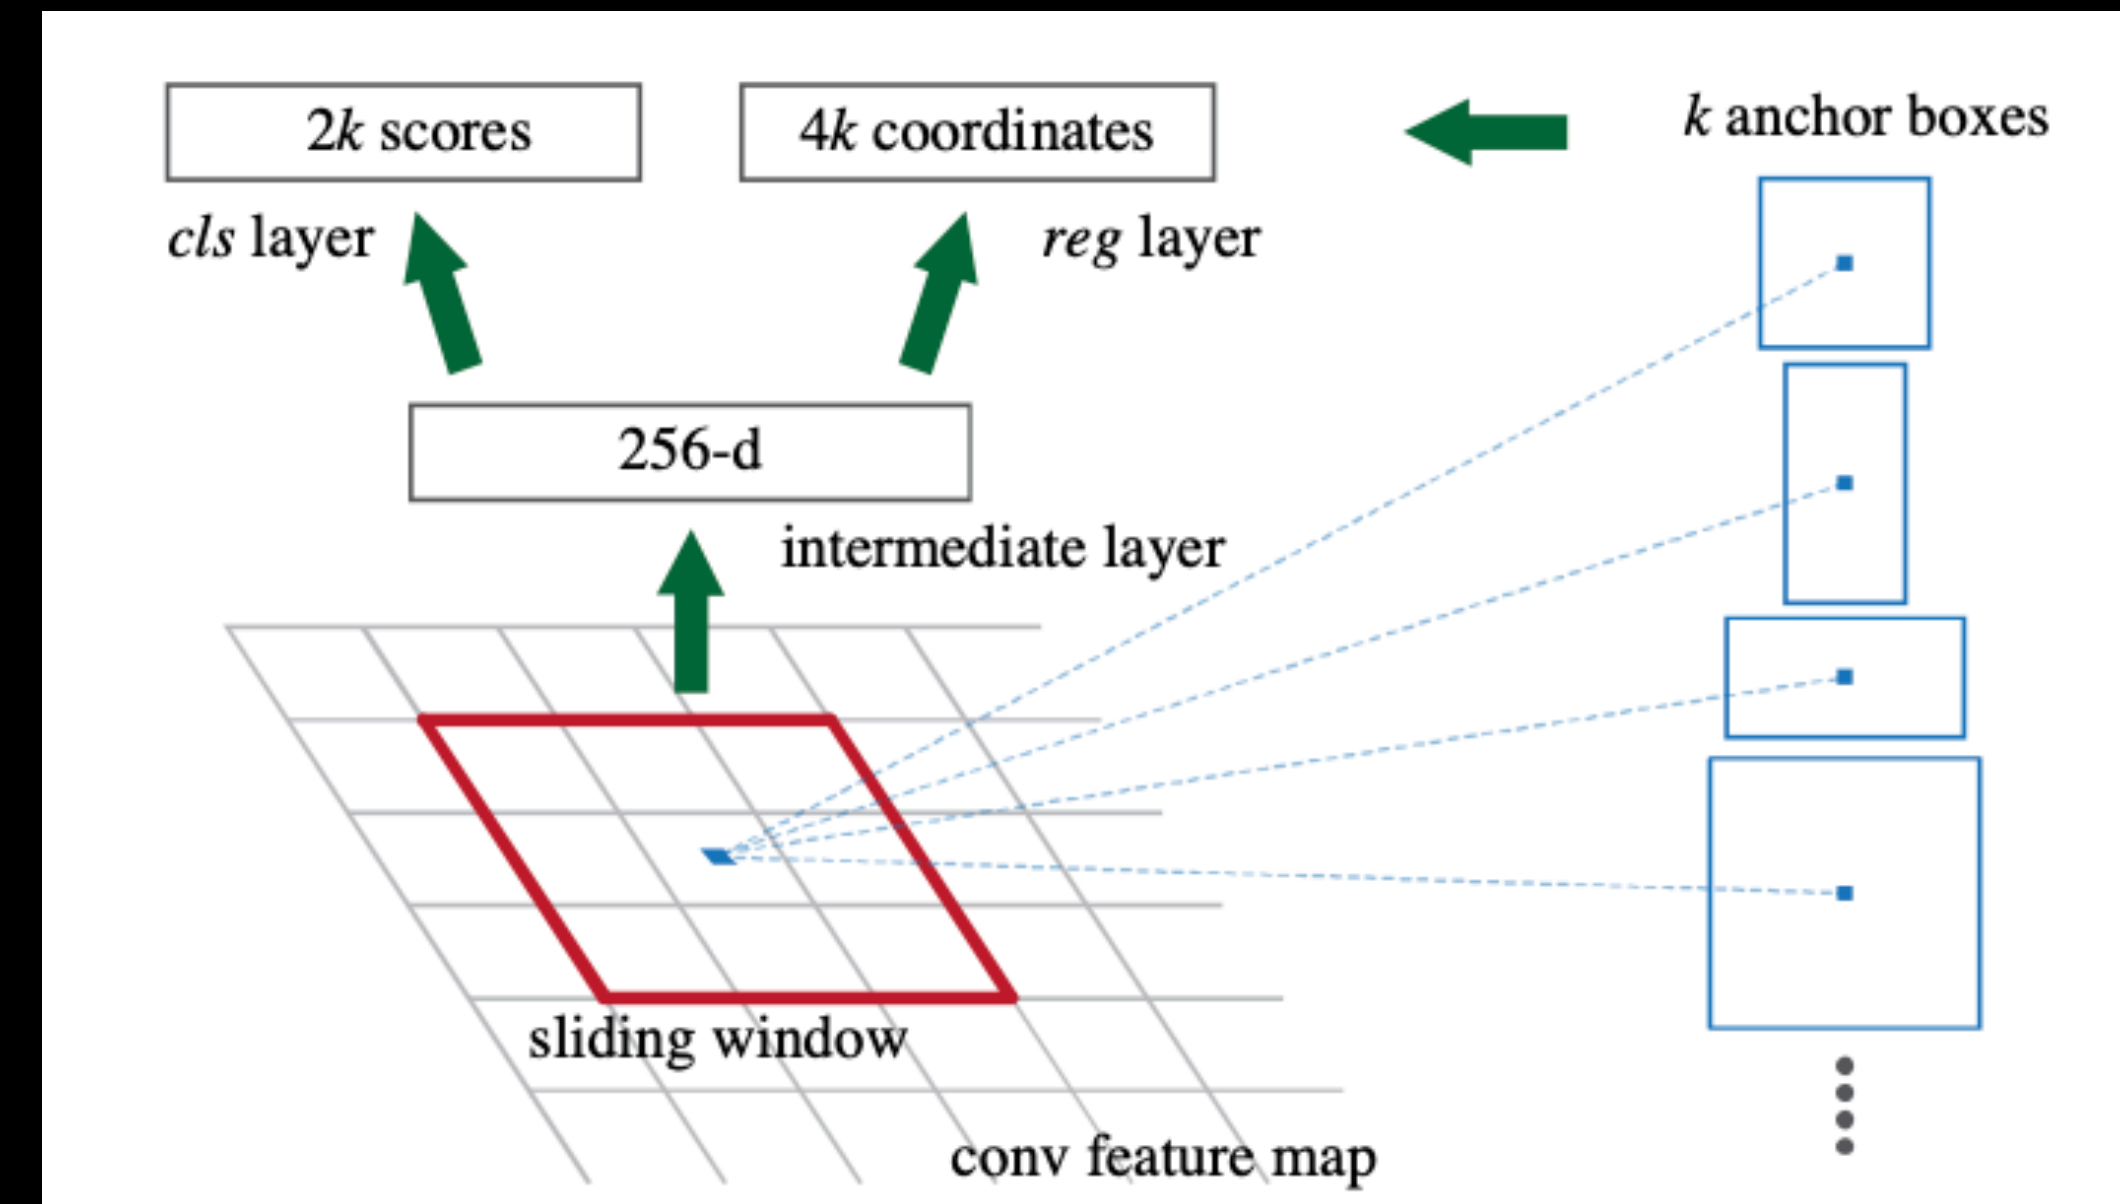 2k scores
4k coordinates
k anchor boxes
cls layer
reg layer
256-d
intermediate layer
sliding window
conv feature map